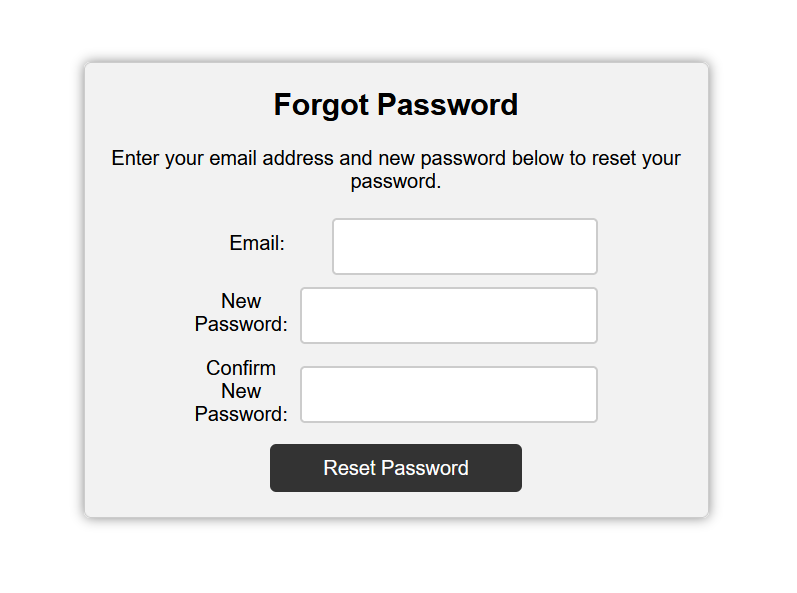 Forgot Password
Enter your email address and new password below to reset your
password.
Email:
New
Password:
Confirm
New
Password:
Reset Password